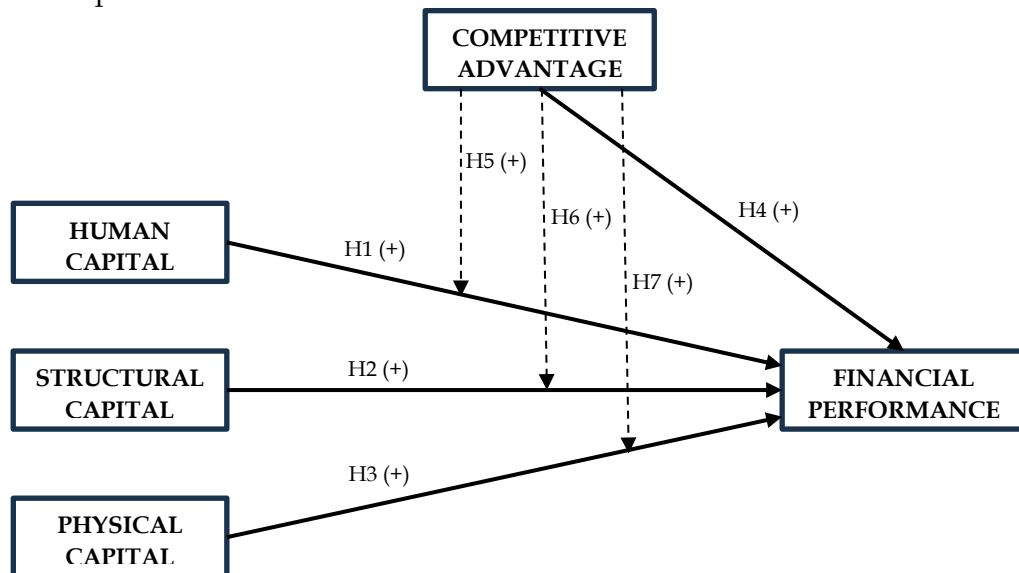 COMPETITIVE
ADVANTAGE
H5 (+)
H6 (+)
H4 (+)
H7 (+)
HUMAN
CAPITAL
H1 (+)
STRUCTURAL
CAPITAL
H2 (+)
FINANCIAL
PERFORMANCE
H3 (+)
PHYSICAL
CAPITAL